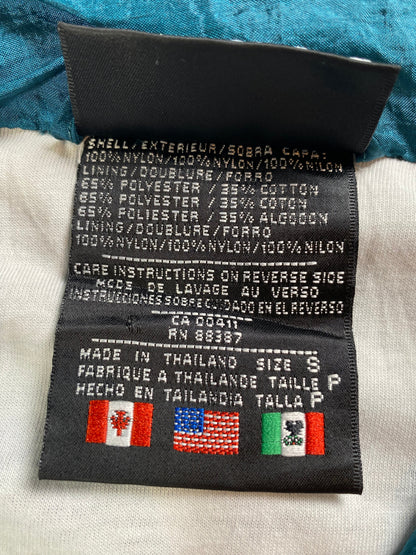 SHELL/EXTERIEUR/SOBRA CAPA:
100%NYLON/100%NYLON/100%NILON
LINING/DOUBLURE/FORRO
65% POLYESTER / 35% COTTON
65% POLYESTER / 35% COTON
65% POLIESTER / 35% ALGODON
LINING/DOUBLURE/FORRO:
100%NYLON/100%NYLON/100%NILON
CARE INSTRUCTIONS ON REVERSE SIDE
MODE DE LAVAGE AU VERSO
INSTRUCCIONES SOBRE CUIDADO EN EL REVERSO
CA 00411
RN 88387
MADE IN THAILAND SIZE S
FABRIQUE A THAILANDE TAILLE P
HECHO EN TAILANDIA TALLA P